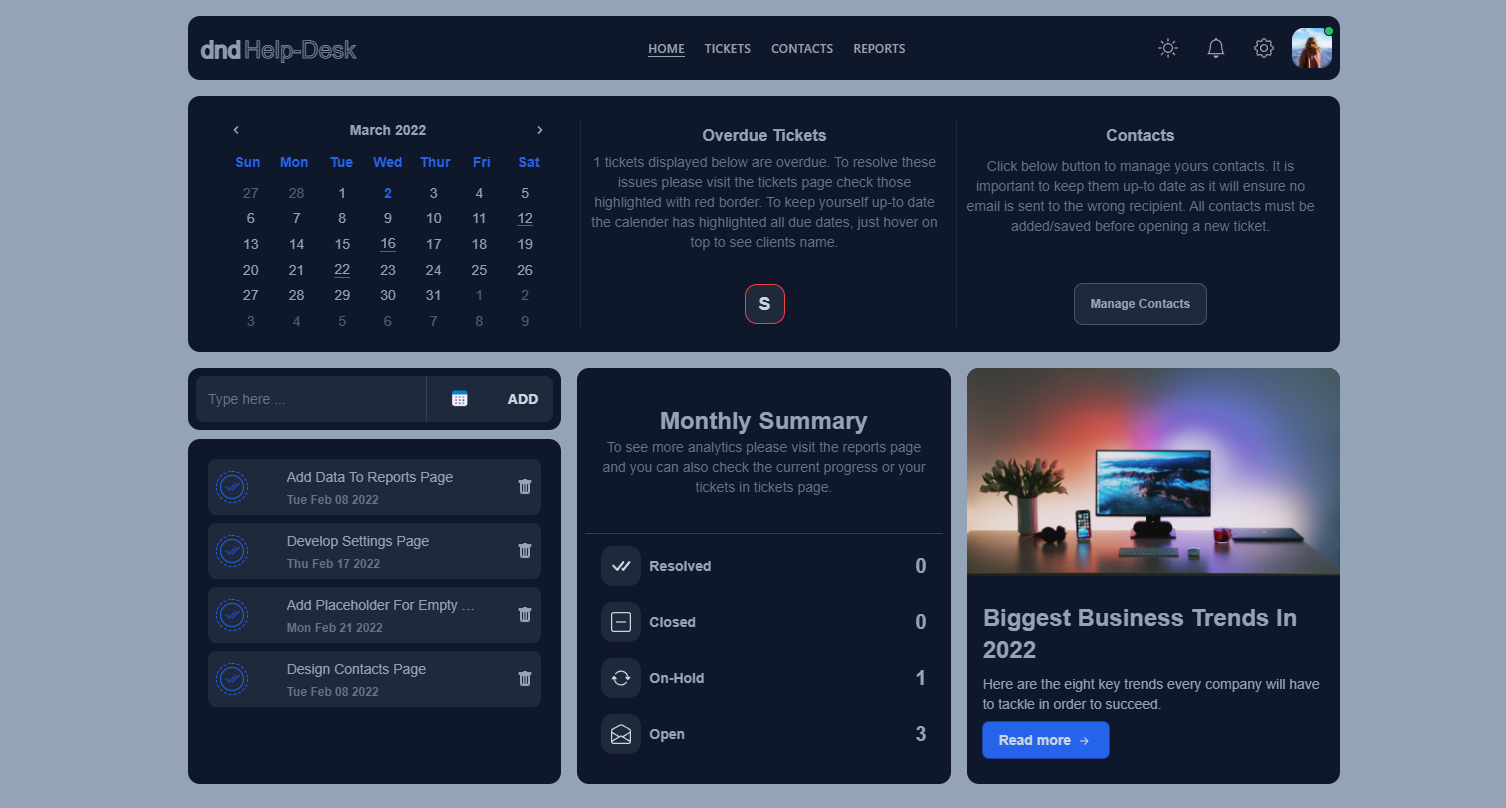 dnd Help-Desk
HOME TICKETS CONTACTS REPORTS
March 2022
Sun Mon Tue Wed Thur Fri Sat
27 28 1 2 3 4 5
6 7 8 9 10 11 12
13 14 15 16 17 18 19
20 21 22 23 24 25 26
27 28 29 30 31 1 2
3 4 5 6 7 8 9
Overdue Tickets
1 tickets displayed below are overdue. To resolve these
issues please visit the tickets page check those
highlighted with red border. To keep yourself up-to date
the calender has highlighted all due dates, just hover on
top to see clients name.
S
Contacts
Click below button to manage yours contacts. It is
important to keep them up-to date as it will ensure no
email is sent to the wrong recipient. All contacts must be
added/saved before opening a new ticket.
Manage Contacts
Type here ...
ADD
Add Data To Reports Page
Tue Feb 08 2022
Develop Settings Page
Thu Feb 17 2022
Add Placeholder For Empty …
Mon Feb 21 2022
Design Contacts Page
Tue Feb 08 2022
Monthly Summary
To see more analytics please visit the reports page
and you can also check the current progress or your
tickets in tickets page.
Resolved 0
Closed 0
On-Hold 1
Open 3
Biggest Business Trends In
2022
Here are the eight key trends every company will have
to tackle in order to succeed.
Read more →